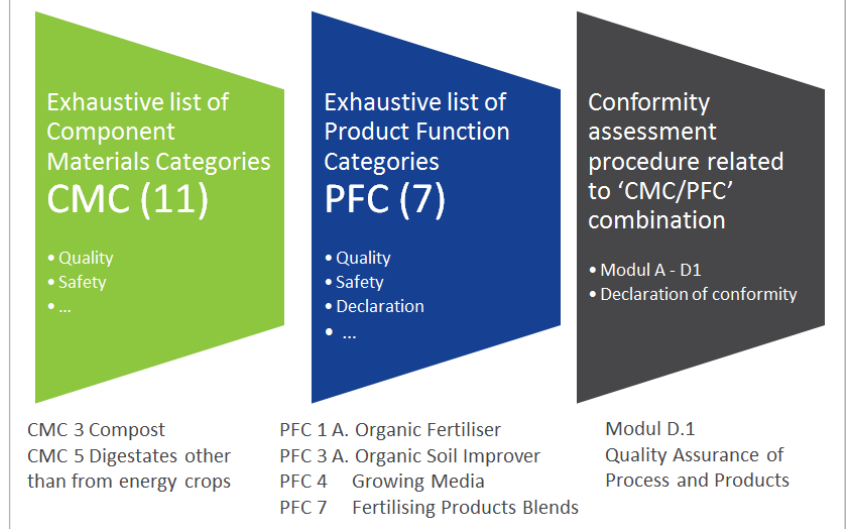 Exhaustive list of
Component
Materials Categories
CMC (11)
• Quality
• Safety
• ...
Exhaustive list of
Product Function
Categories
PFC (7)
• Quality
• Safety
• Declaration
• ...
Conformity
assessment
procedure related
to ‘CMC/PFC’
combination
• Modul A - D1
• Declaration of conformity
CMC 3 Compost
CMC 5 Digestates other
than from energy crops
PFC 1 A. Organic Fertiliser
PFC 3 A. Organic Soil Improver
PFC 4 Growing Media
PFC 7 Fertilising Products Blends
Modul D.1
Quality Assurance of
Process and Products